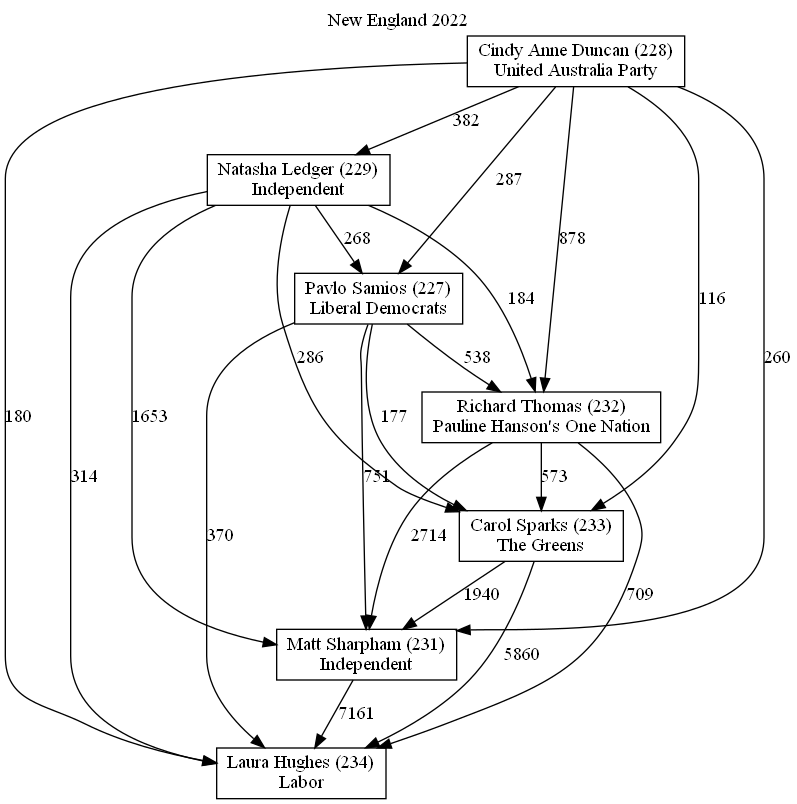 New England 2022
Cindy Anne Duncan (228)
United Australia Party
382
Natasha Ledger (229)
Independent
287
268
878
Pavlo Samios (227)
Liberal Democrats
184
116
286
538
260
180
1653
177
Richard Thomas (232)
Pauline Hanson's One Nation
314
751
573
370
2714
Carol Sparks (233)
The Greens
1940
709
Matt Sharpham (231)
Independent
5860
7161
Laura Hughes (234)
Labor